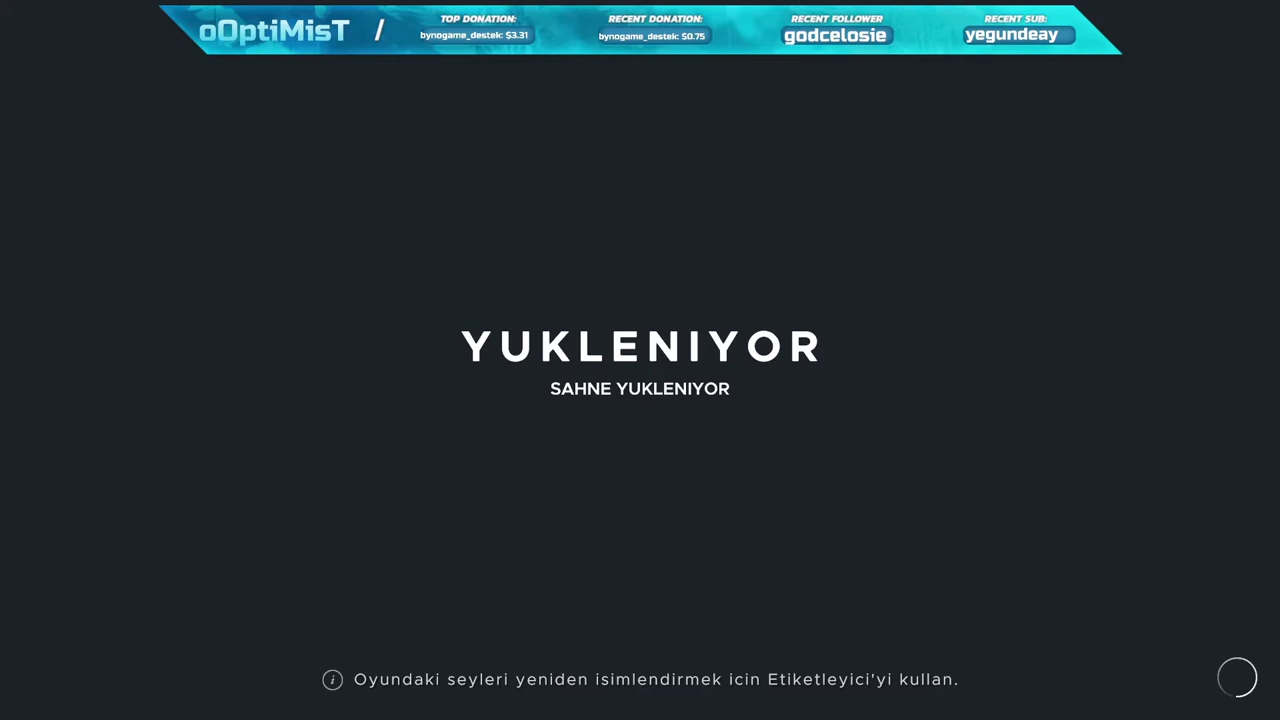 oOptiMisT /
TOP DONATION:
bynogame_destek: $3.31
RECENT DONATION:
bynogame_destek: $0.75
RECENT FOLLOWER
godcelosie
RECENT SUB:
yegundeay
YUKLENIYOR
SAHNE YUKLENIYOR
Oyundaki seyleri yeniden isimlendirmek icin Etiketleyici'yi kullan.